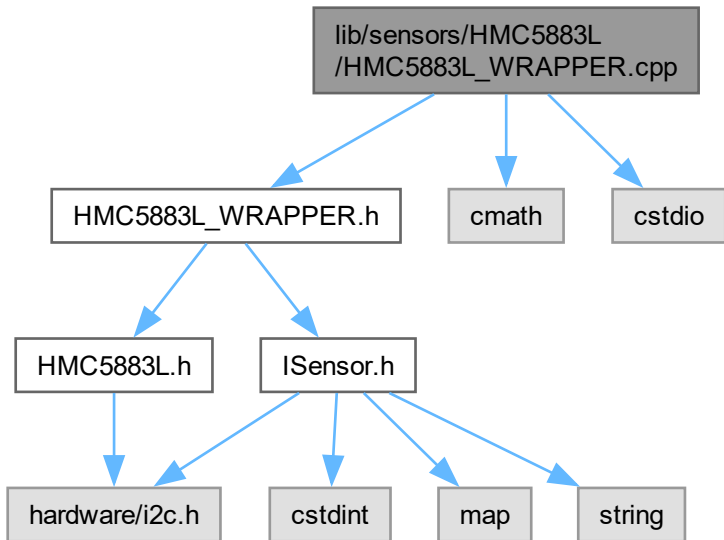 lib/sensors/HMC5883L
/HMC5883L_WRAPPER.cpp
HMC5883L_WRAPPER.h
cmath
cstdio
HMC5883L.h
ISensor.h
hardware/i2c.h
cstdint
map
string